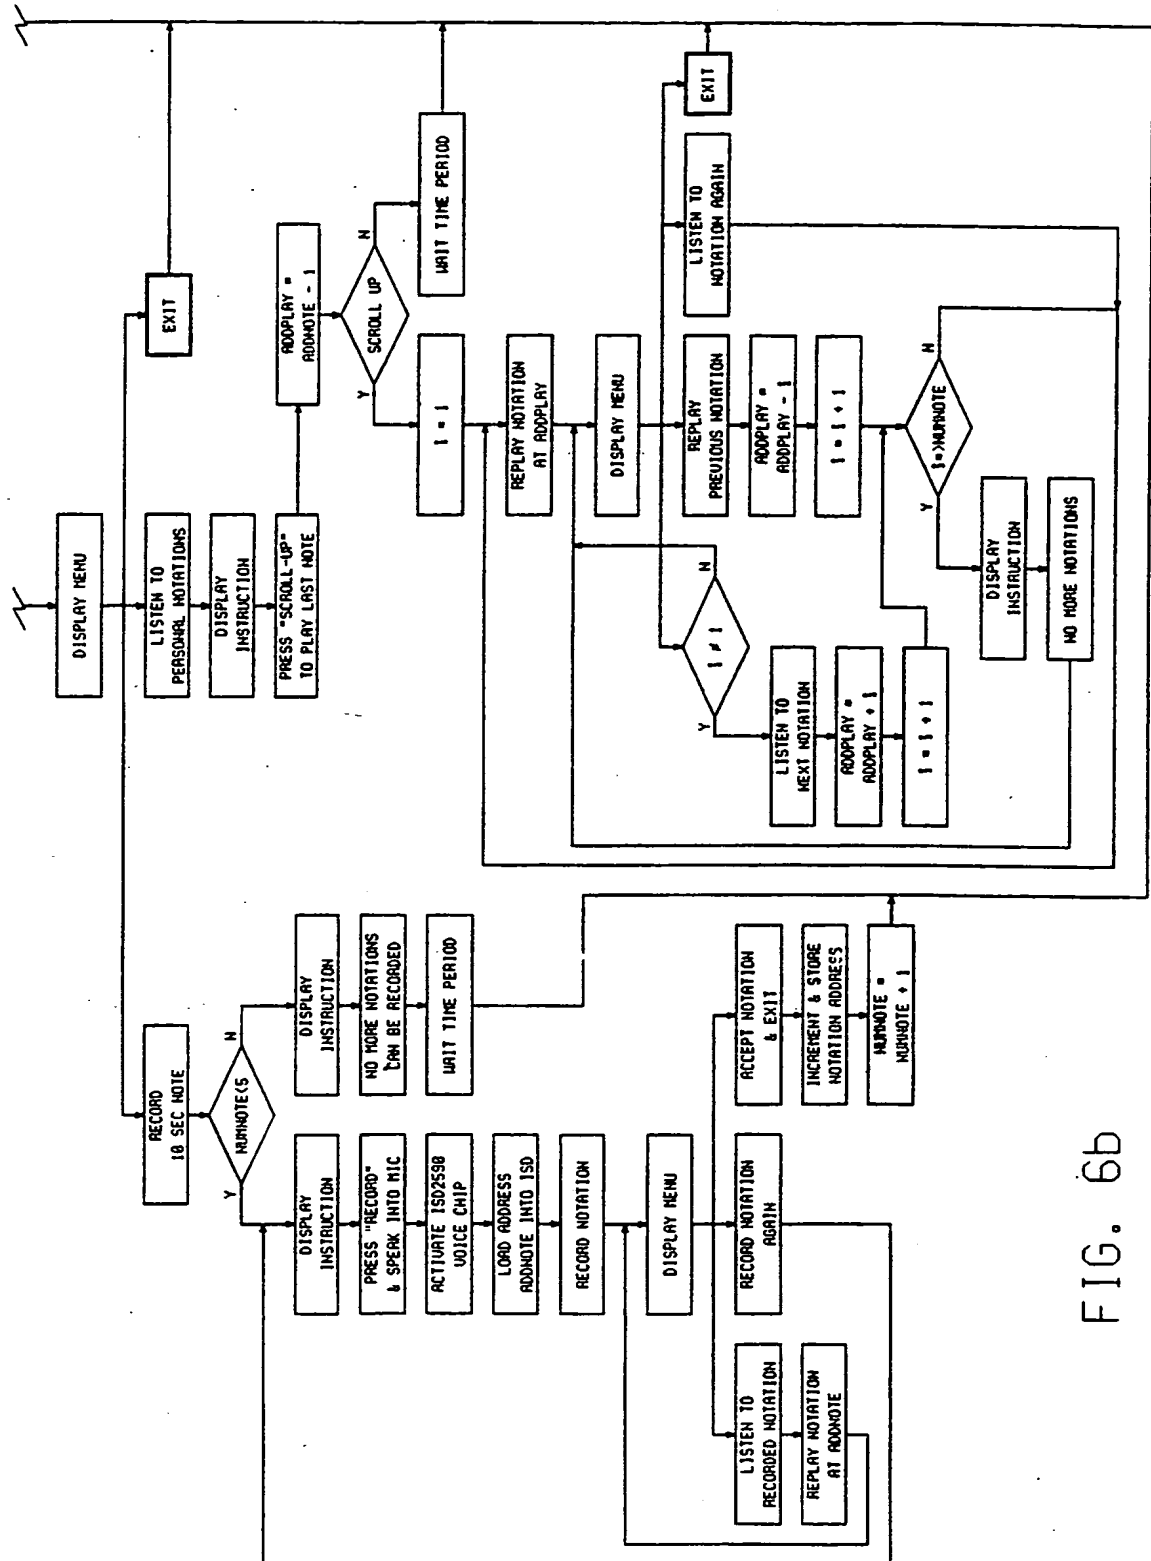 DISPLAY MENU
RECORD
10 SEC NOTE
LISTEN TO
PERSONAL NOTATIONS
EXIT
NUMNOTE<5
Y
N
DISPLAY
INSTRUCTION
PRESS "SCROLL-UP"
TO PLAY LAST NOTE
ADDPLAY =
ADDNOTE - 1
DISPLAY
INSTRUCTION
PRESS "RECORD"
& SPEAK INTO MIC
ACTIVATE ISD2590
VOICE CHIP
LOAD ADDRESS
ADDNOTE INTO ISD
RECORD NOTATION
DISPLAY MENU
DISPLAY
INSTRUCTION
NO MORE NOTATIONS
CAN BE RECORDED
WAIT TIME PERIOD
SCROLL UP
Y
N
WAIT TIME PERIOD
I = 1
REPLAY NOTATION
AT ADDPLAY
DISPLAY MENU
LISTEN TO
RECORDED NOTATION
REPLAY NOTATION
AT ADDNOTE
RECORD NOTATION
AGAIN
ACCEPT NOTATION
& EXIT
INCREMENT & STORE
NOTATION ADDRESS
NUMNOTE =
NUMNOTE + 1
I ≠ 1
Y
N
LISTEN TO
NEXT NOTATION
ADDPLAY =
ADDPLAY + 1
I = I + 1
REPLAY
PREVIOUS NOTATION
ADDPLAY =
ADDPLAY - 1
I = I + 1
LISTEN TO
NOTATION AGAIN
EXIT
I=>NUMNOTE
Y
N
DISPLAY
INSTRUCTION
NO MORE NOTATIONS
FIG. 6b